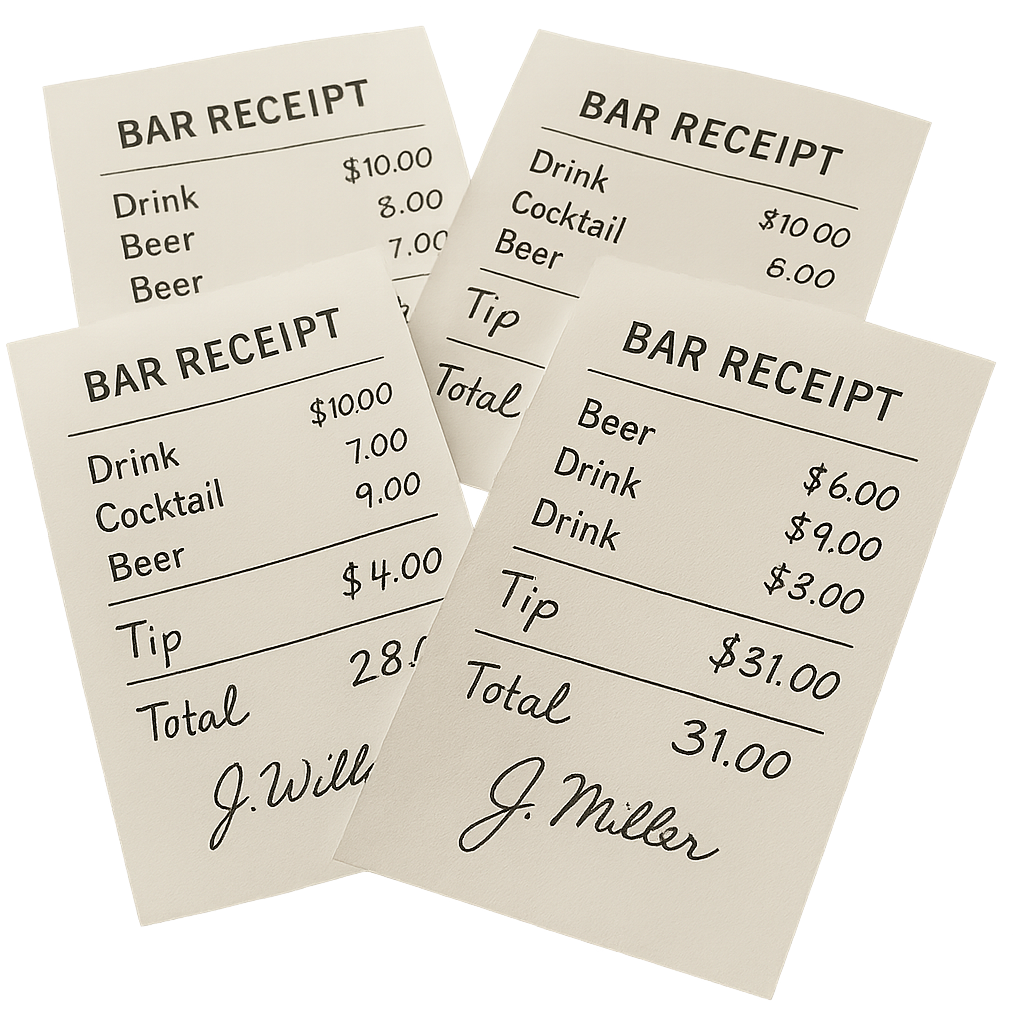 BAR RECEIPT
Drink $10.00
Beer 8.00
Beer 7.00
BAR RECEIPT
Drink
Cocktail $10 00
Beer 6.00
Tip
Total
BAR RECEIPT
$10.00
Drink 7.00
Cocktail 9.00
Beer
$4.00
Tip
28.
Total
J. Will
BAR RECEIPT
Beer
Drink $6.00
Drink $9.00
$3.00
Tip
$31.00
Total 31.00
J. Miller